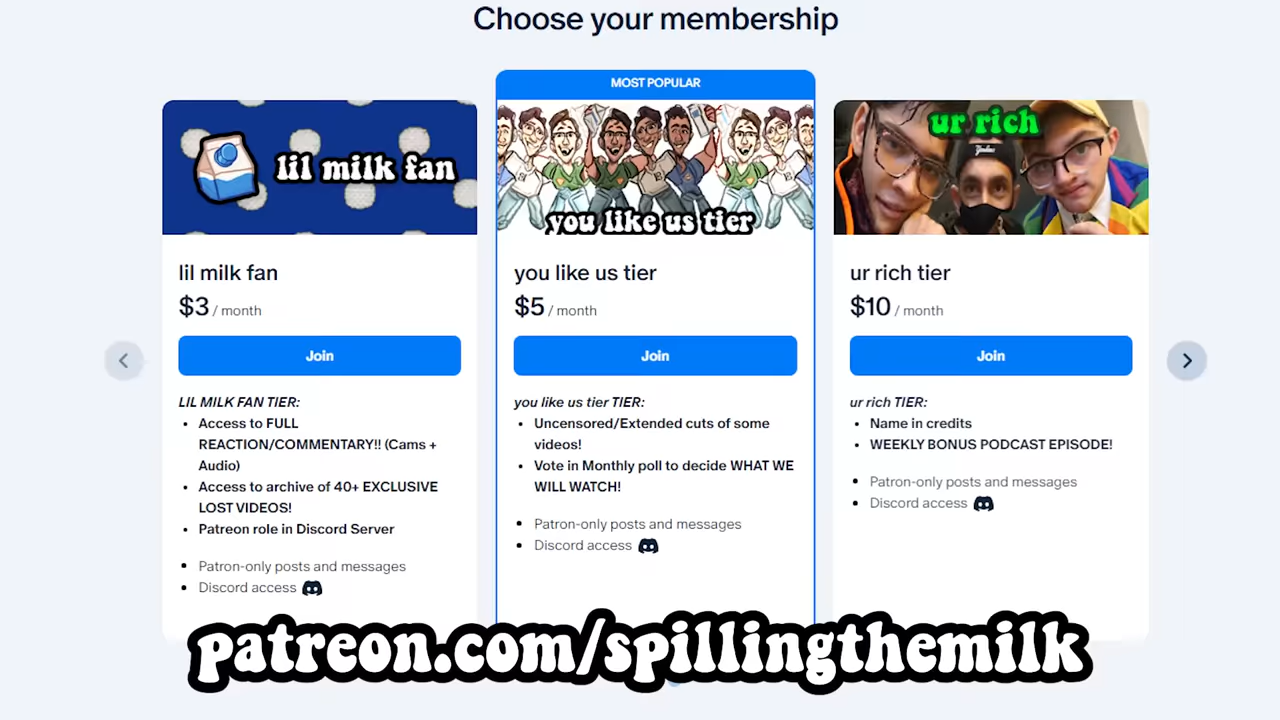 Choose your membership
lil milk fan
lil milk fan
$3 / month
Join
LIL MILK FAN TIER:
• Access to FULL
REACTION/COMMENTARY!! (Cams +
Audio)
• Access to archive of 40+ EXCLUSIVE
LOST VIDEOS!
• Patreon role in Discord Server
• Patron-only posts and messages
• Discord access
MOST POPULAR
you like us tier
you like us tier
$5 / month
Join
you like us tier TIER:
• Uncensored/Extended cuts of some
videos!
• Vote in Monthly poll to decide WHAT WE
WILL WATCH!
• Patron-only posts and messages
• Discord access
ur rich
ur rich tier
$10 / month
Join
ur rich TIER:
• Name in credits
• WEEKLY BONUS PODCAST EPISODE!
• Patron-only posts and messages
• Discord access
patreon.com/spillingthemilk